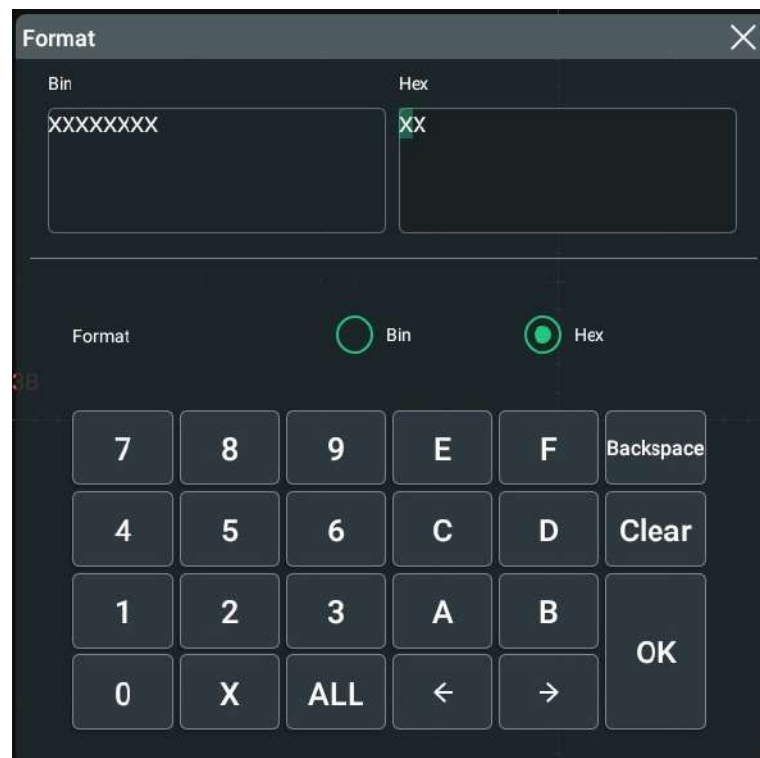 Format
Bin Hex
XXXXXXXX XX
Format Bin Hex
3B
7 8 9 E F Backspace
4 5 6 C D Clear
1 2 3 A B
OK
0 X ALL ← →